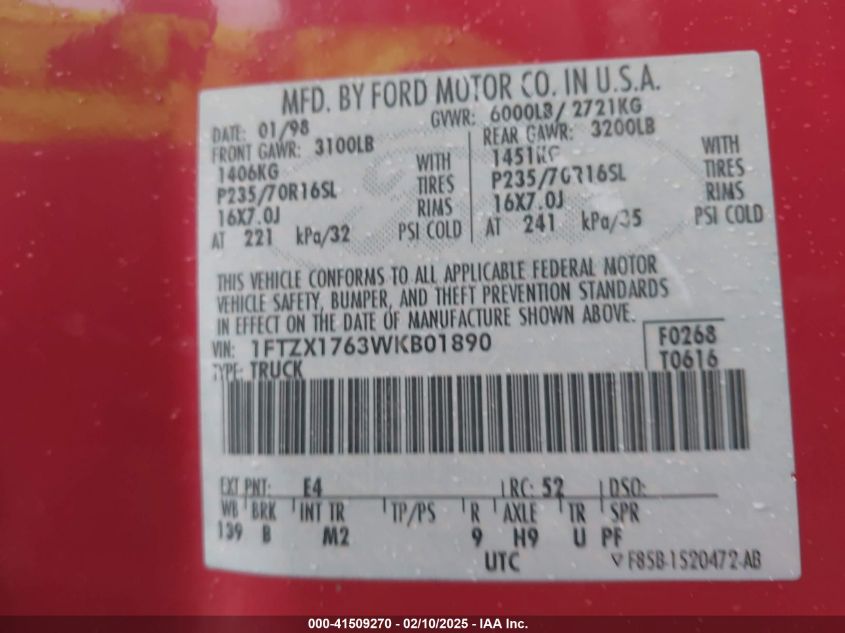 MFD. BY FORD MOTOR CO. IN U.S.A.
DATE: 01/98 GVWR: 6000LB/ 2721KG
FRONT GAWR: 3100LB REAR GAWR: 3200LB
1406KG WITH 1451KG WITH
P235/70R16SL TIRES P235/70R16SL TIRES
16X7.0J RIMS 16X7.0J RIMS
AT 221 kPa/32 PSI COLD AT 241 kPa/35 PSI COLD
THIS VEHICLE CONFORMS TO ALL APPLICABLE FEDERAL MOTOR
VEHICLE SAFETY, BUMPER, AND THEFT PREVENTION STANDARDS
IN EFFECT ON THE DATE OF MANUFACTURE SHOWN ABOVE.
VIN: 1FTZX1763WKB01890 F0268
TYPE: TRUCK T0616
EXT PNT: E4 RC: 52 DSO:
WB BRK INT TR TP/PS R AXLE TR SPR
139 B M2 9 H9 U PF
UTC ▽ F85B-1520472-AB
000-41509270 - 02/10/2025 - IAA Inc.